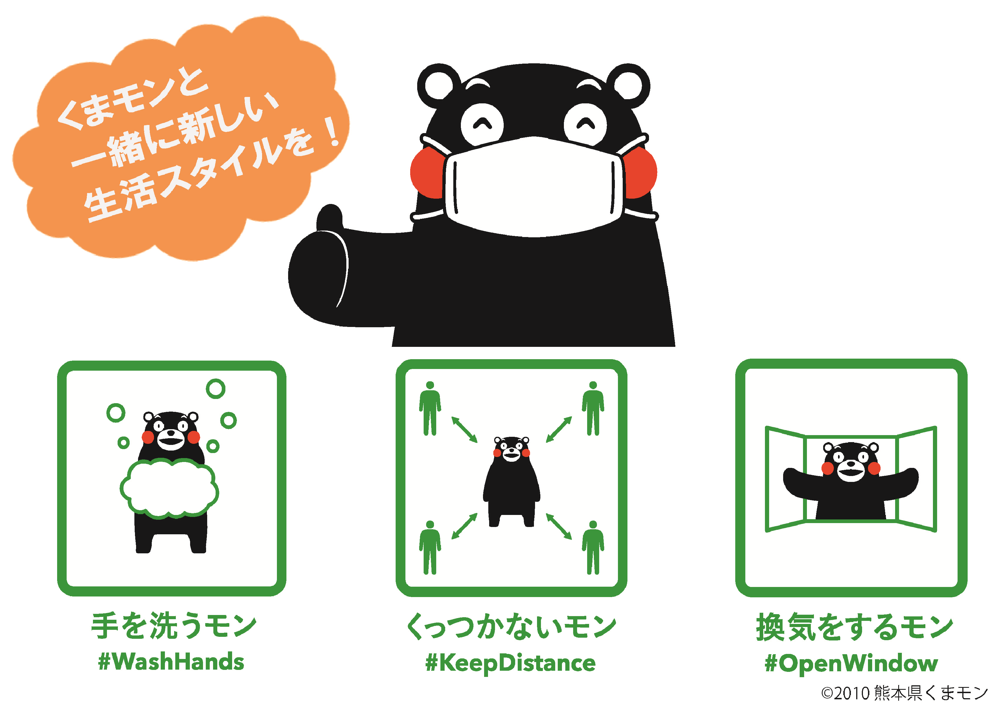 くまモンと
一緒に新しい
生活スタイルを！
手を洗うモン
#WashHands
くっつかないモン
#KeepDistance
換気をするモン
#OpenWindow
©2010 熊本県くまモン